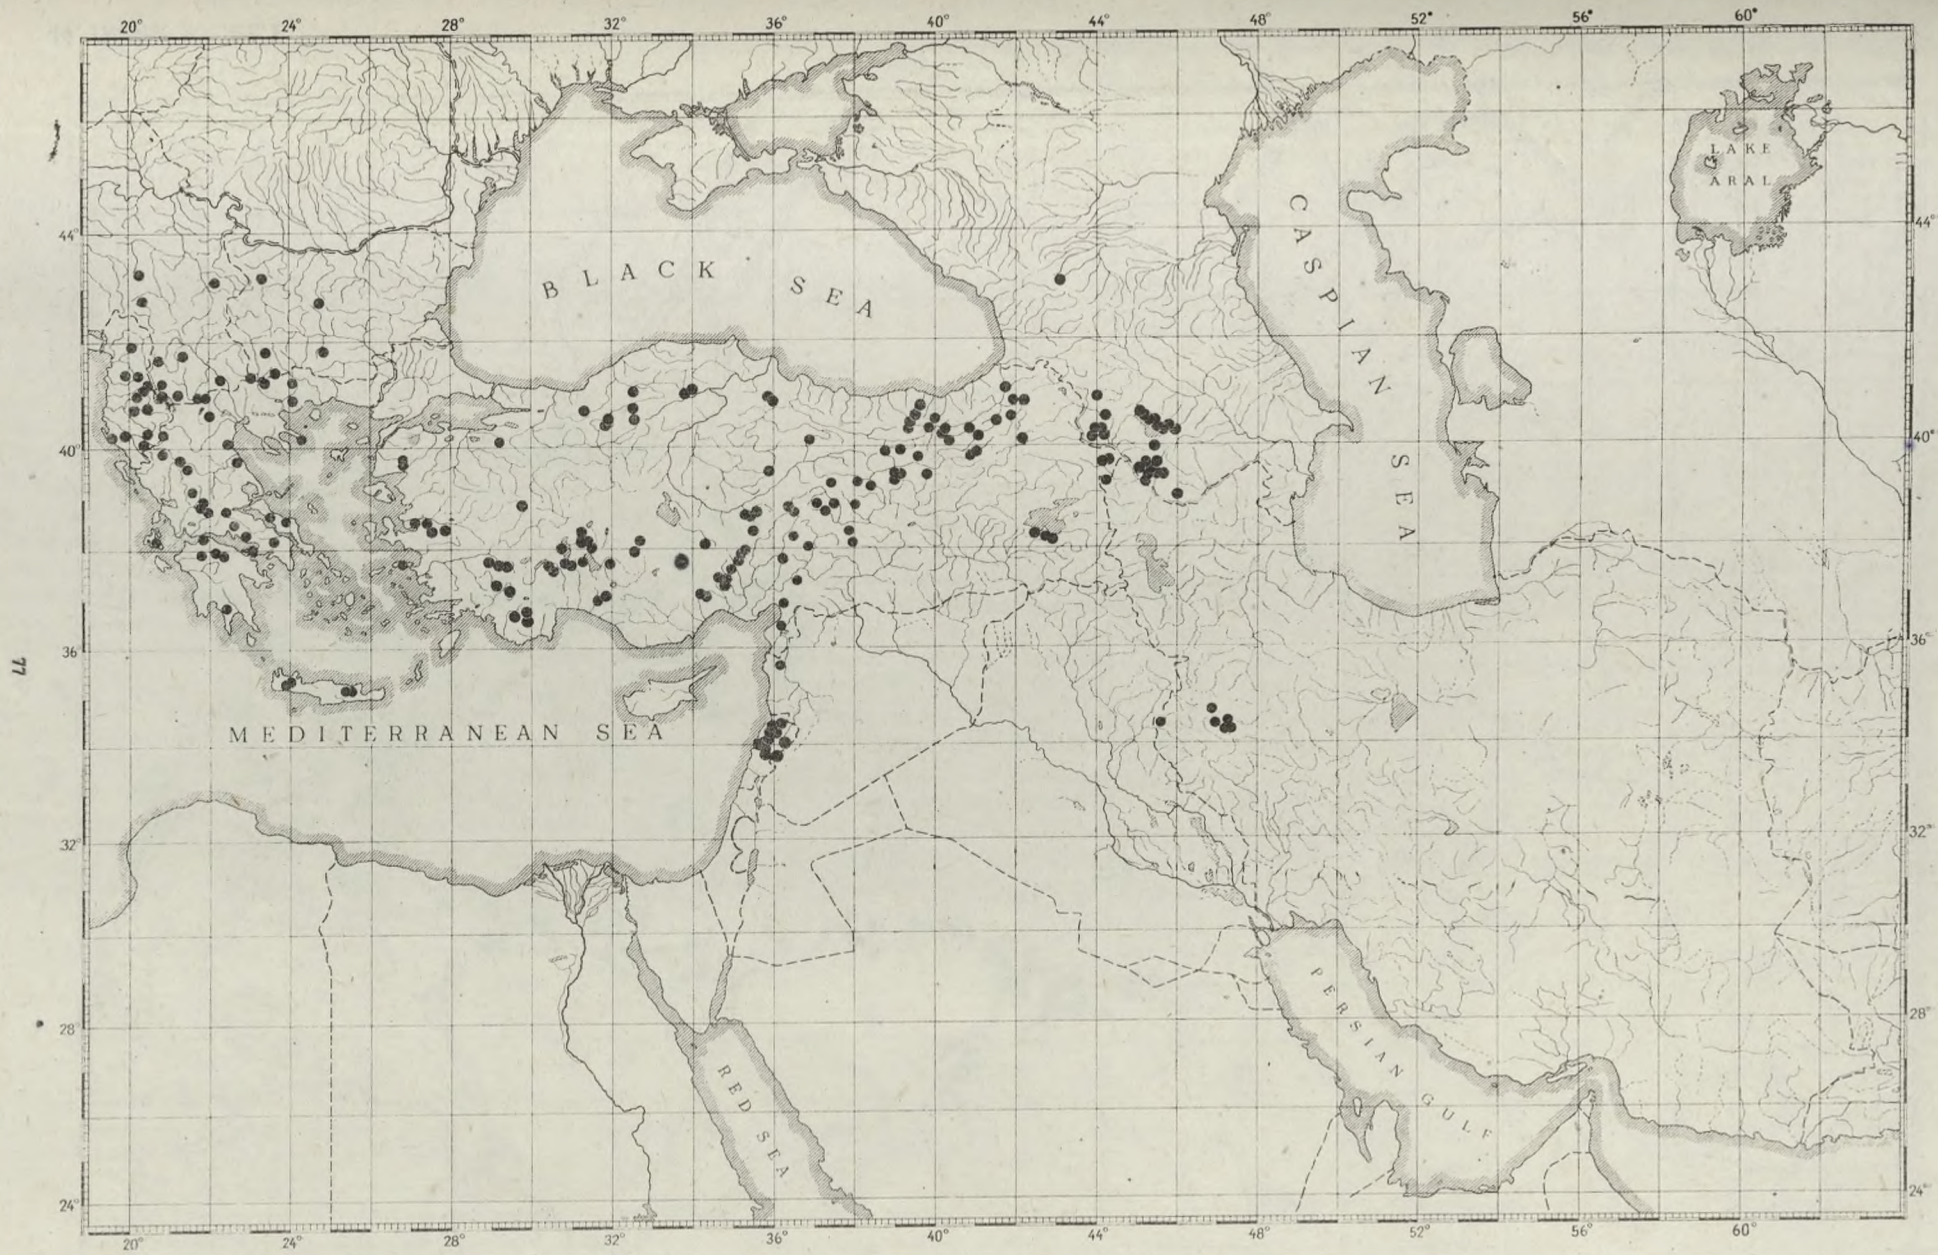 20° 24° 28° 32° 36° 40° 44° 48° 52° 56° 60°
LAKE
ARAL
44° 44°
BLACK SEA
CASPIAN SEA
40° 40°
36° 36°
77
MEDITERRANEAN SEA
32° 32°
PERSIAN GULF
28° 28°
RED SEA
24° 24°
20° 24° 28° 32° 36° 40° 44° 48° 52° 56° 60°